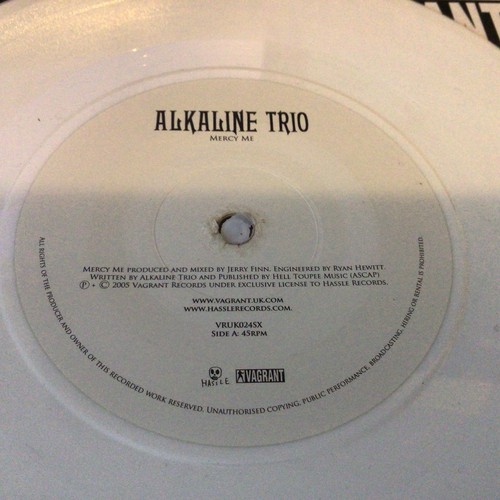 ALKALINE TRIO
MERCY ME
MERCY ME PRODUCED AND MIXED BY JERRY FINN. ENGINEERED BY RYAN HEWITT.
WRITTEN BY ALKALINE TRIO AND PUBLISHED BY HELL TOUPEE MUSIC (ASCAP)
℗ • © 2005 VAGRANT RECORDS UNDER EXCLUSIVE LICENSE TO HASSLE RECORDS.
WWW.VAGRANT.UK.COM
WWW.HASSLERECORDS.COM.
VRUK024SX
SIDE A: 45RPM
HASSLE VAGRANT
ALL RIGHTS OF THE PRODUCER AND OWNER OF THIS RECORDED WORK RESERVED. UNAUTHORISED COPYING, PUBLIC PERFORMANCE, BROADCASTING, HIRING OR RENTAL IS PROHIBITED.